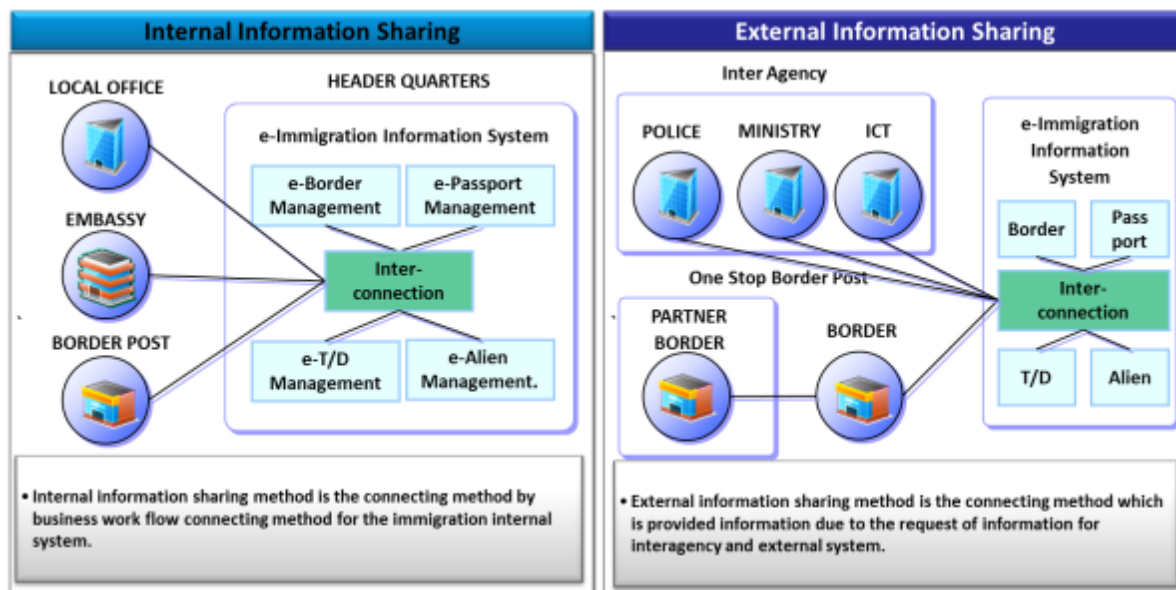 Internal Information Sharing
LOCAL OFFICE
HEADER QUARTERS
e-Immigration Information System
e-Border
Management
e-Passport
Management
EMBASSY
Inter-
connection
BORDER POST
e-T/D
Management
e-Alien
Management.
• Internal information sharing method is the connecting method by
business work flow connecting method for the immigration internal
system.
External Information Sharing
Inter Agency
POLICE
MINISTRY
ICT
e-Immigration
Information
System
Border
Pass
port
One Stop Border Post
Inter-
connection
PARTNER
BORDER
BORDER
T/D
Alien
• External information sharing method is the connecting method which
is provided information due to the request of information for
interagency and external system.